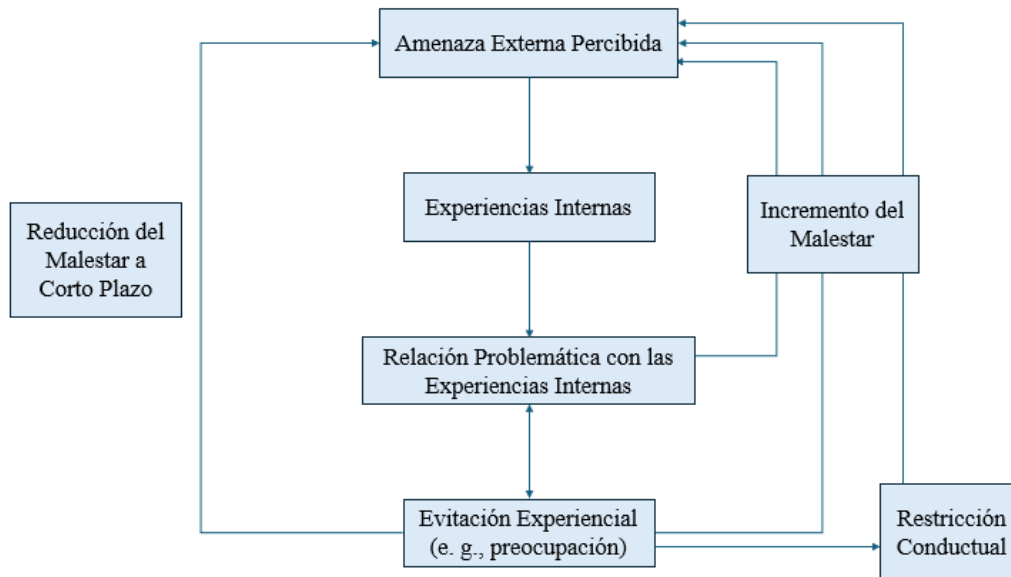 Amenaza Externa Percibida
Experiencias Internas
Reducción del
Malestar a
Corto Plazo
Incremento del
Malestar
Relación Problemática con las
Experiencias Internas
Evitación Experiencial
(e. g., preocupación)
Restricción
Conductual